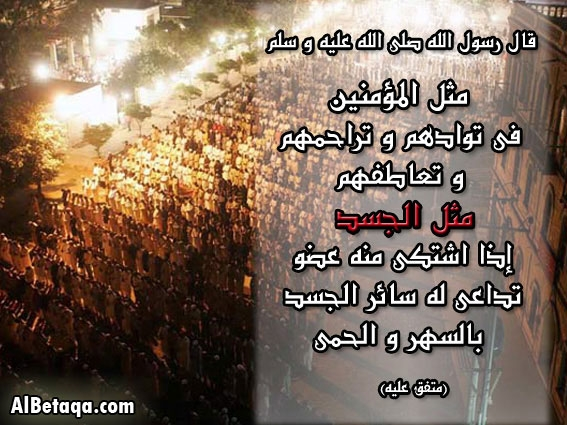 قال رسول الله صلى الله عليه و سلم
مثل المؤمنين
فى توادهم و تراحمهم
و تعاطفهم
مثل الجسد
إذا اشتكى منه عضو
تداعى له سائر الجسد
بالسهر و الحمى
(متفق عليه)
AlBetaqa.com